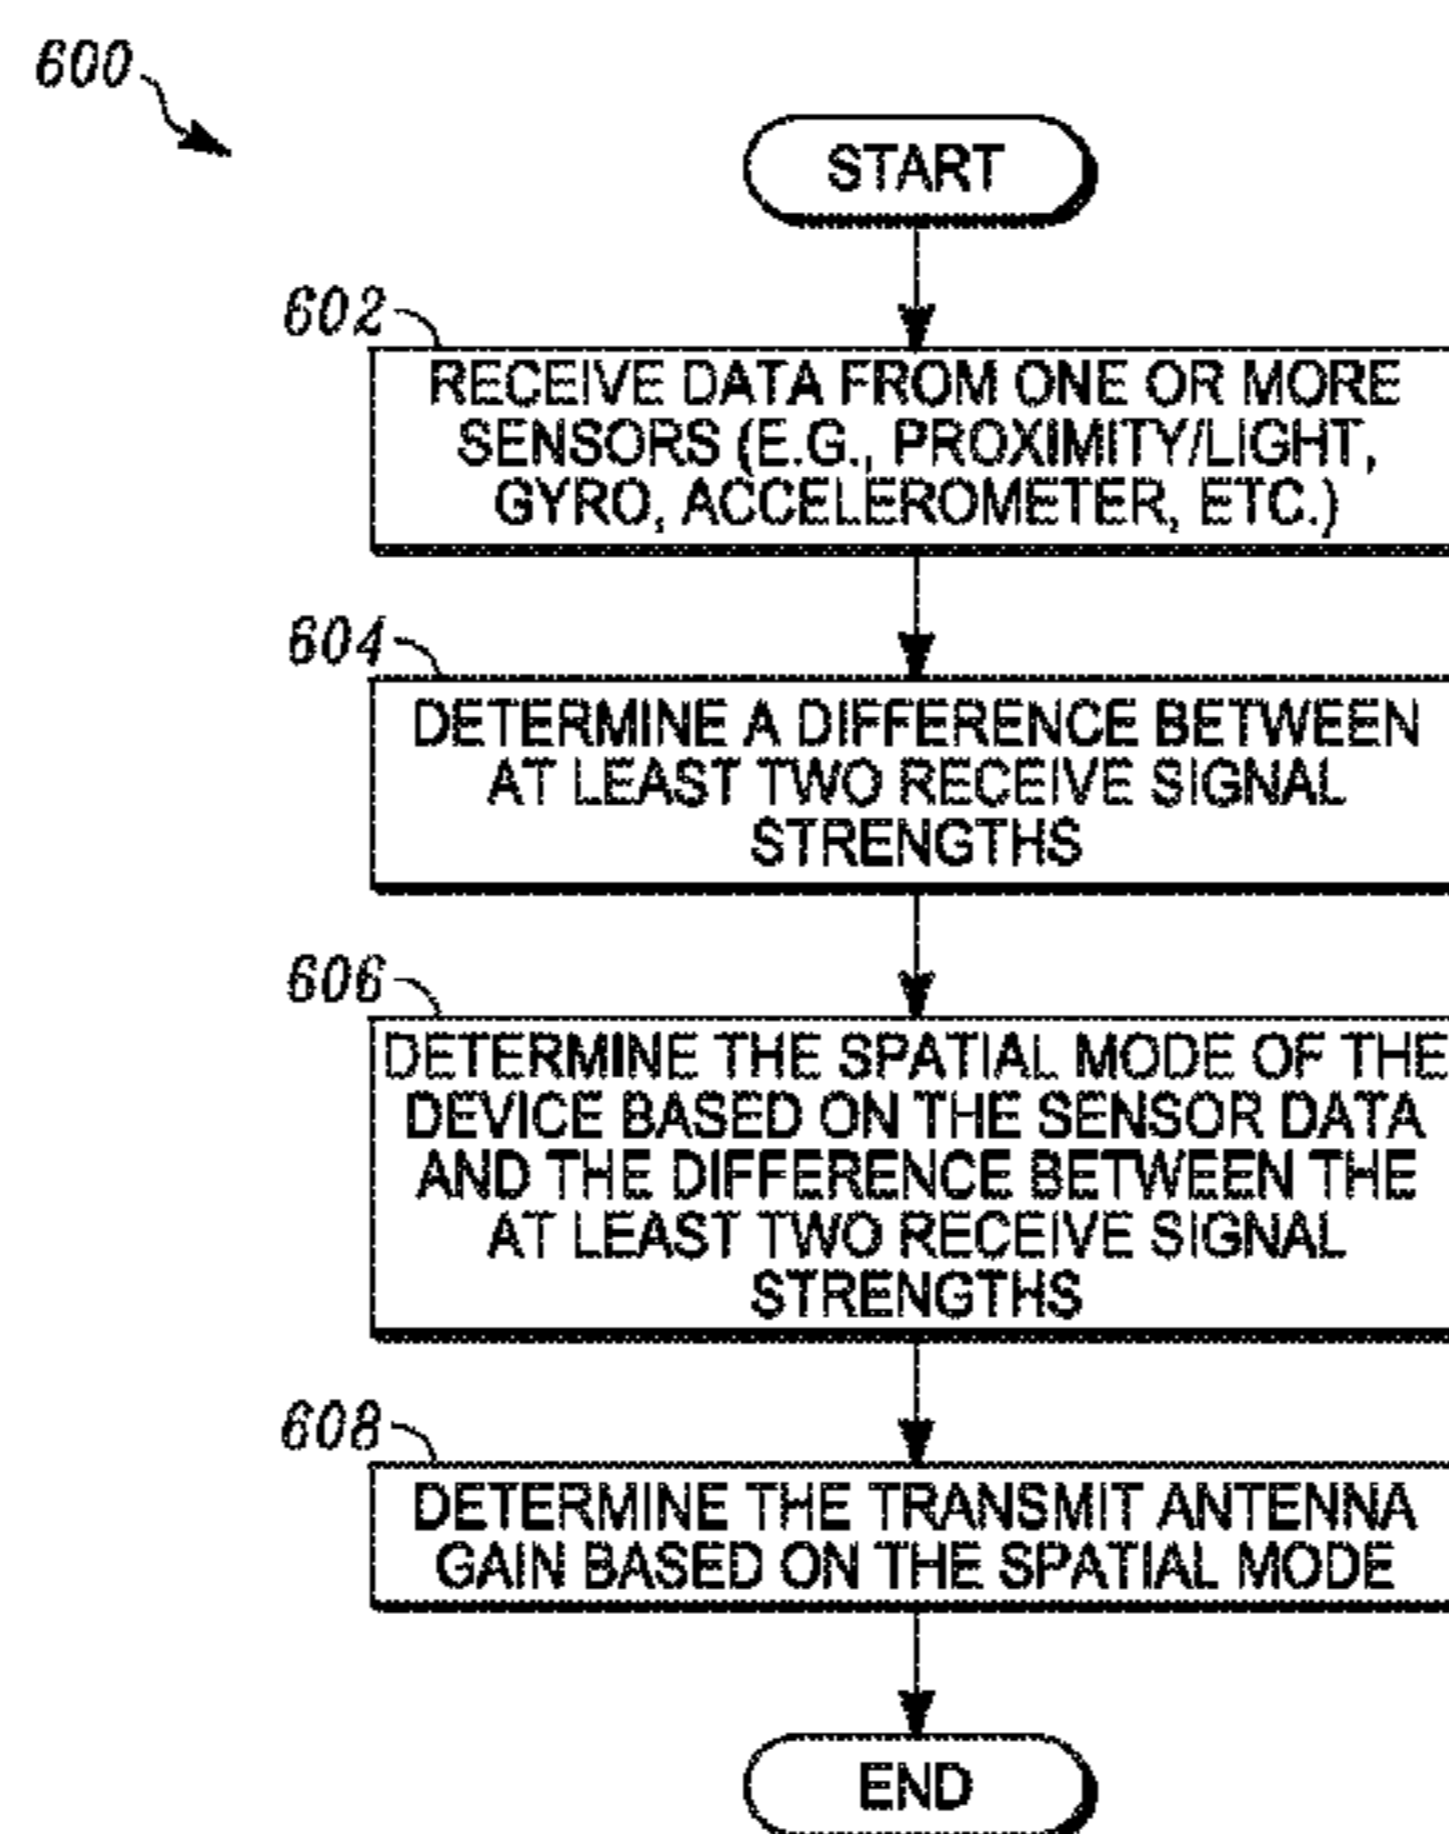 600
START
602
RECEIVE DATA FROM ONE OR MORE
SENSORS (E.G., PROXIMITY/LIGHT,
GYRO, ACCELEROMETER, ETC.)
604
DETERMINE A DIFFERENCE BETWEEN
AT LEAST TWO RECEIVE SIGNAL
STRENGTHS
606
DETERMINE THE SPATIAL MODE OF THE
DEVICE BASED ON THE SENSOR DATA
AND THE DIFFERENCE BETWEEN THE
AT LEAST TWO RECEIVE SIGNAL
STRENGTHS
608
DETERMINE THE TRANSMIT ANTENNA
GAIN BASED ON THE SPATIAL MODE
END